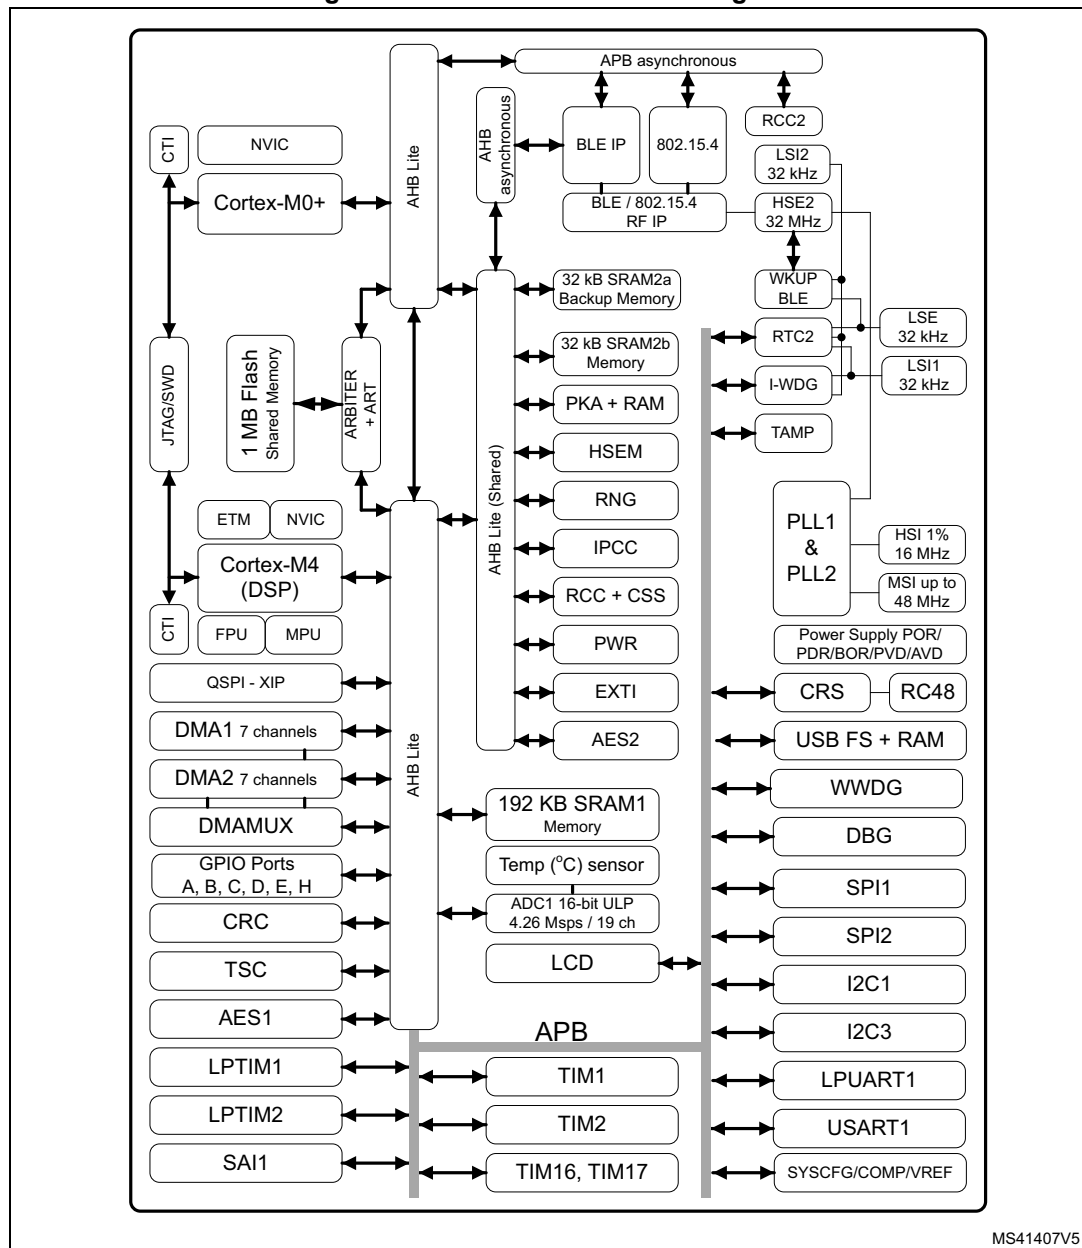 APB asynchronous
RCC2
CTI
NVIC
Cortex-M0+
AHB Lite
AHB
asynchronous
BLE IP
802.15.4
LSI2
32 kHz
BLE / 802.15.4
RF IP
HSE2
32 MHz
32 kB SRAM2a
Backup Memory
WKUP
BLE
LSE
32 kHz
RTC2
32 kB SRAM2b
Memory
LSI1
32 kHz
I-WDG
JTAG/SWD
1 MB Flash
Shared Memory
ARBITER
+ ART
PKA + RAM
TAMP
HSEM
AHB Lite (Shared)
RNG
ETM
NVIC
PLL1
&
PLL2
HSI 1%
16 MHz
IPCC
Cortex-M4
(DSP)
RCC + CSS
MSI up to
48 MHz
CTI
FPU
MPU
PWR
Power Supply POR/
PDR/BOR/PVD/AVD
QSPI - XIP
EXTI
CRS
RC48
DMA1 7 channels
AHB Lite
AES2
USB FS + RAM
DMA2 7 channels
WWDG
192 KB SRAM1
Memory
DMAMUX
DBG
GPIO Ports
A, B, C, D, E, H
Temp (°C) sensor
SPI1
CRC
ADC1 16-bit ULP
4.26 Msps / 19 ch
SPI2
TSC
LCD
I2C1
AES1
APB
I2C3
LPTIM1
TIM1
LPUART1
LPTIM2
TIM2
USART1
SAI1
TIM16, TIM17
SYSCFG/COMP/VREF
MS41407V5